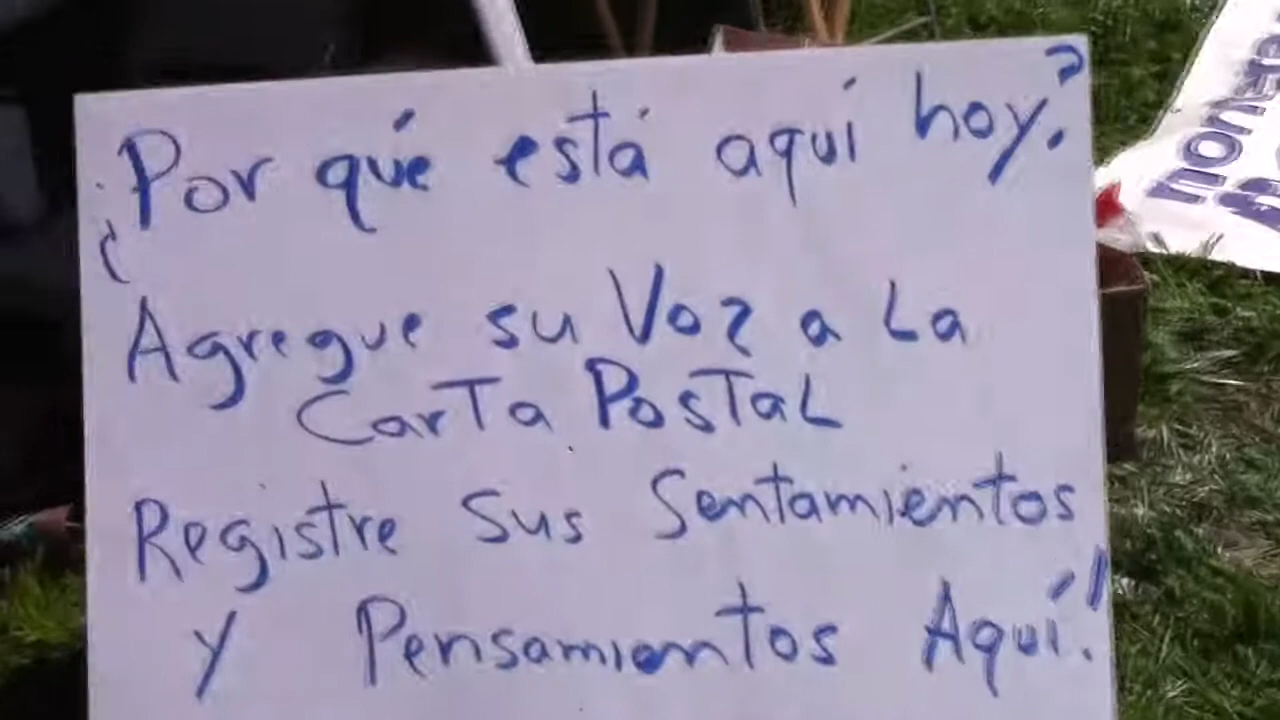 ¿Por qué está aquí hoy?
Agregue su Voz a La
Carta Postal
Registre Sus Sentamientos
y Pensamientos Aquí!